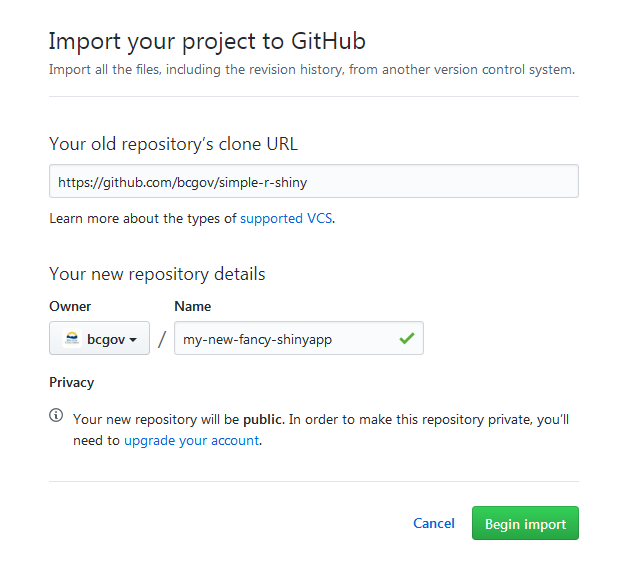 Import your project to GitHub
Import all the files, including the revision history, from another version control system.
Your old repository's clone URL
https://github.com/bcgov/simple-r-shiny
Learn more about the types of supported VCS.
Your new repository details
Owner Name
bcgov / my-new-fancy-shinyapp
Privacy
Your new repository will be public. In order to make this repository private, you'll
need to upgrade your account.
Cancel Begin import